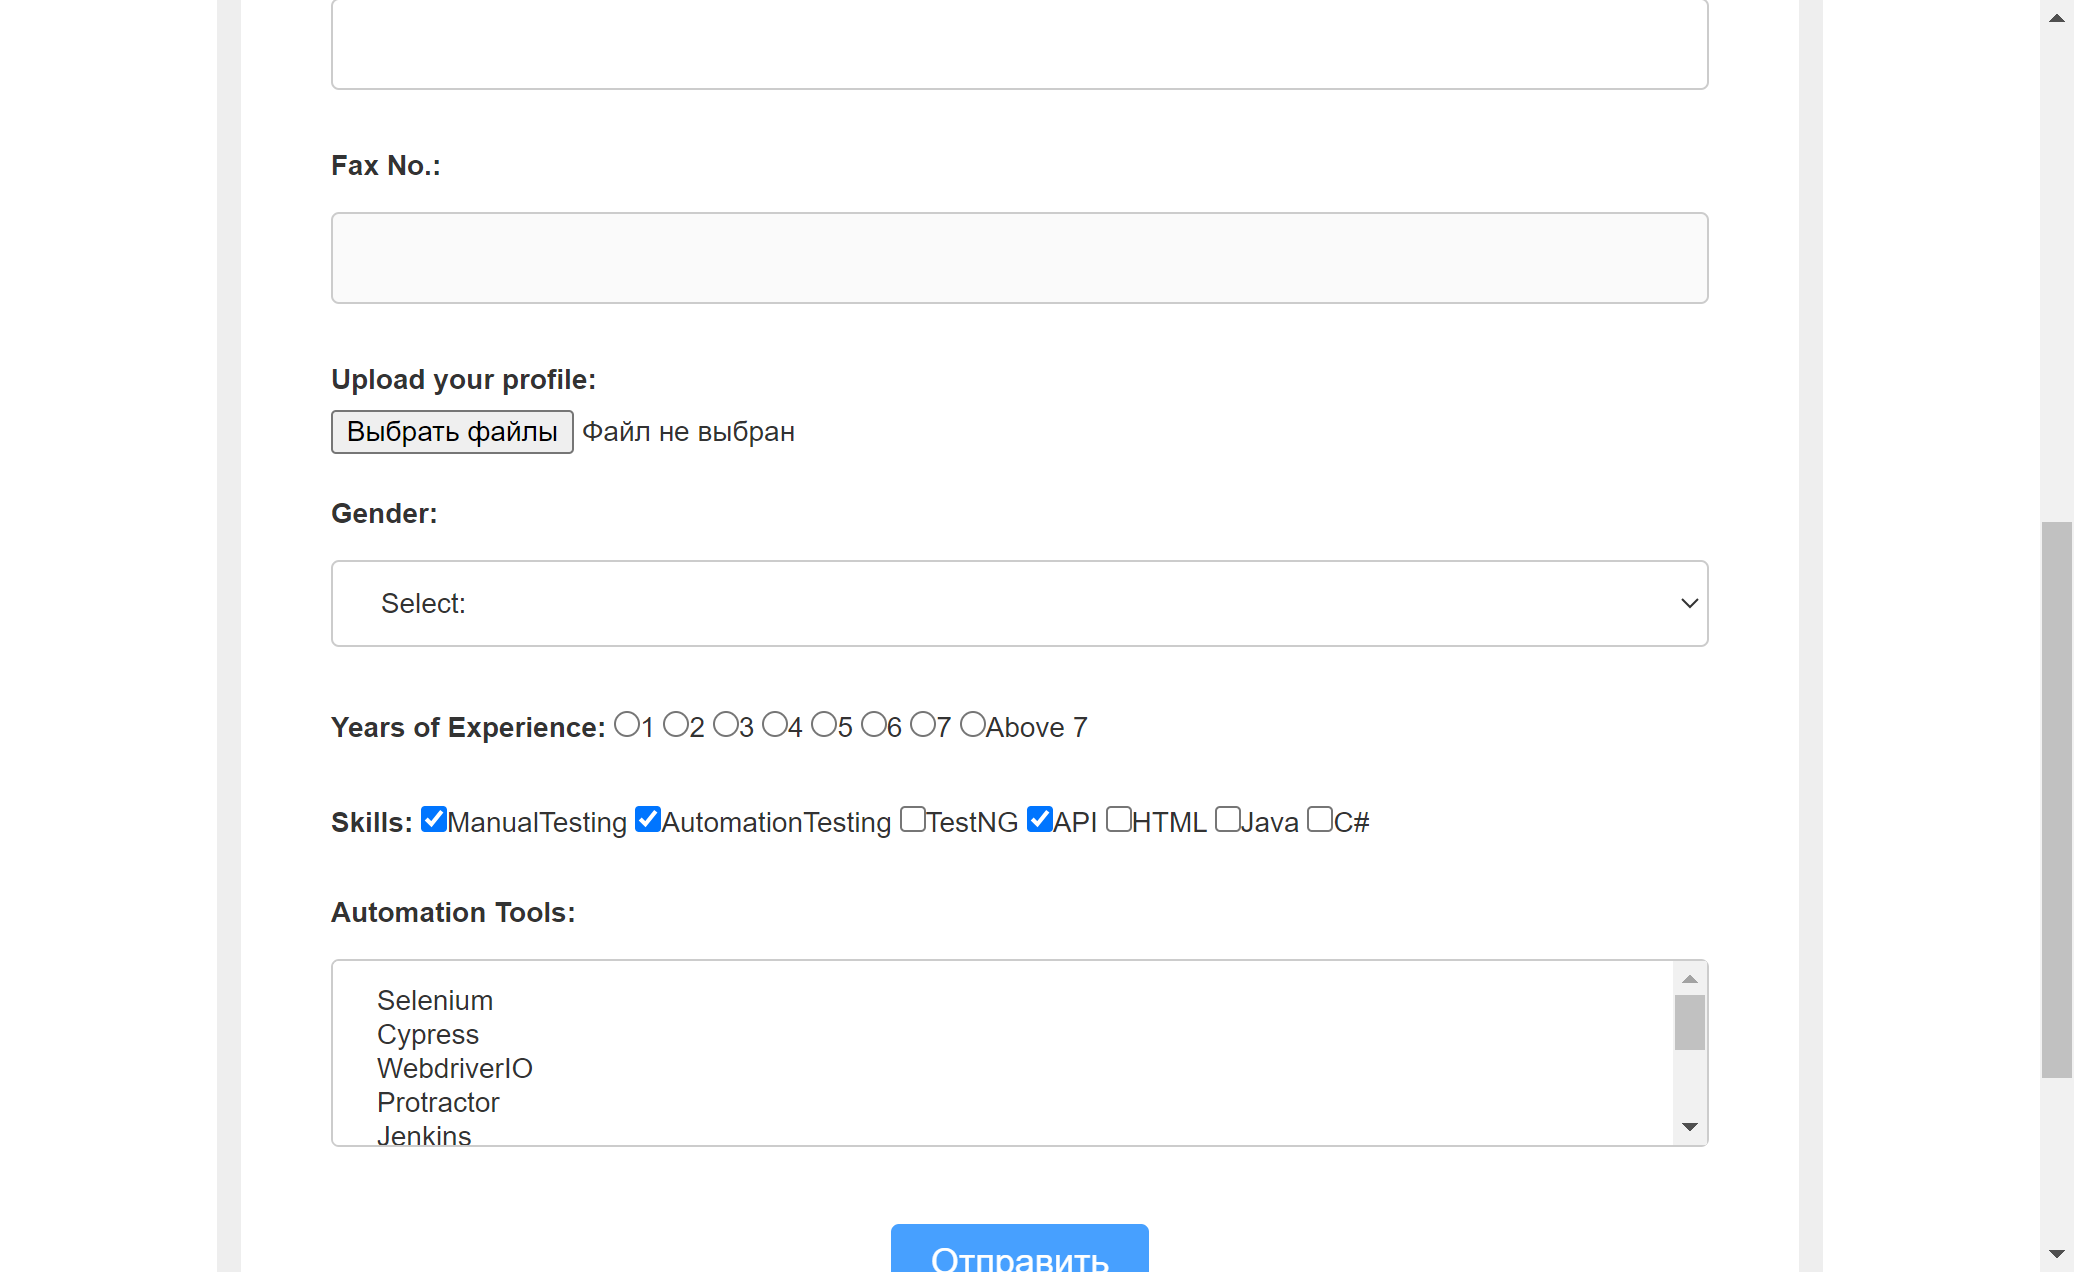 Fax No.:
Upload your profile:
Выбрать файлы Файл не выбран
Gender:
Select:
Years of Experience: 1 2 3 4 5 6 7 Above 7
Skills: ManualTesting AutomationTesting TestNG API HTML Java C#
Automation Tools:
Selenium
Cypress
WebdriverIO
Protractor
Jenkins
Отправить